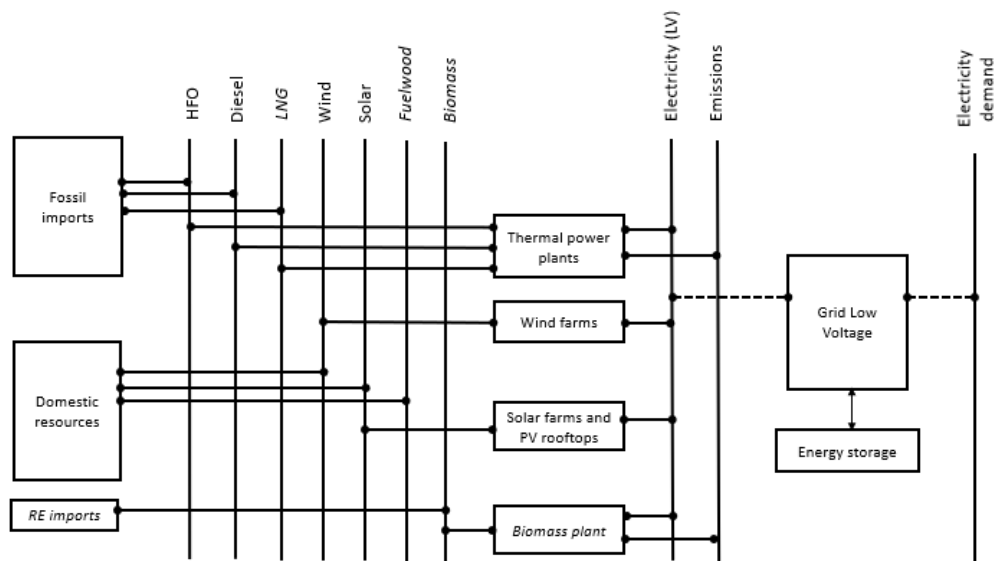 HFO
Diesel
LNG
Wind
Solar
Fuelwood
Biomass
Electricity (LV)
Emissions
Electricity
demand
Fossil
imports
Thermal power
plants
Wind farms
Grid Low
Voltage
Domestic
resources
Solar farms and
PV rooftops
Energy storage
RE imports
Biomass plant